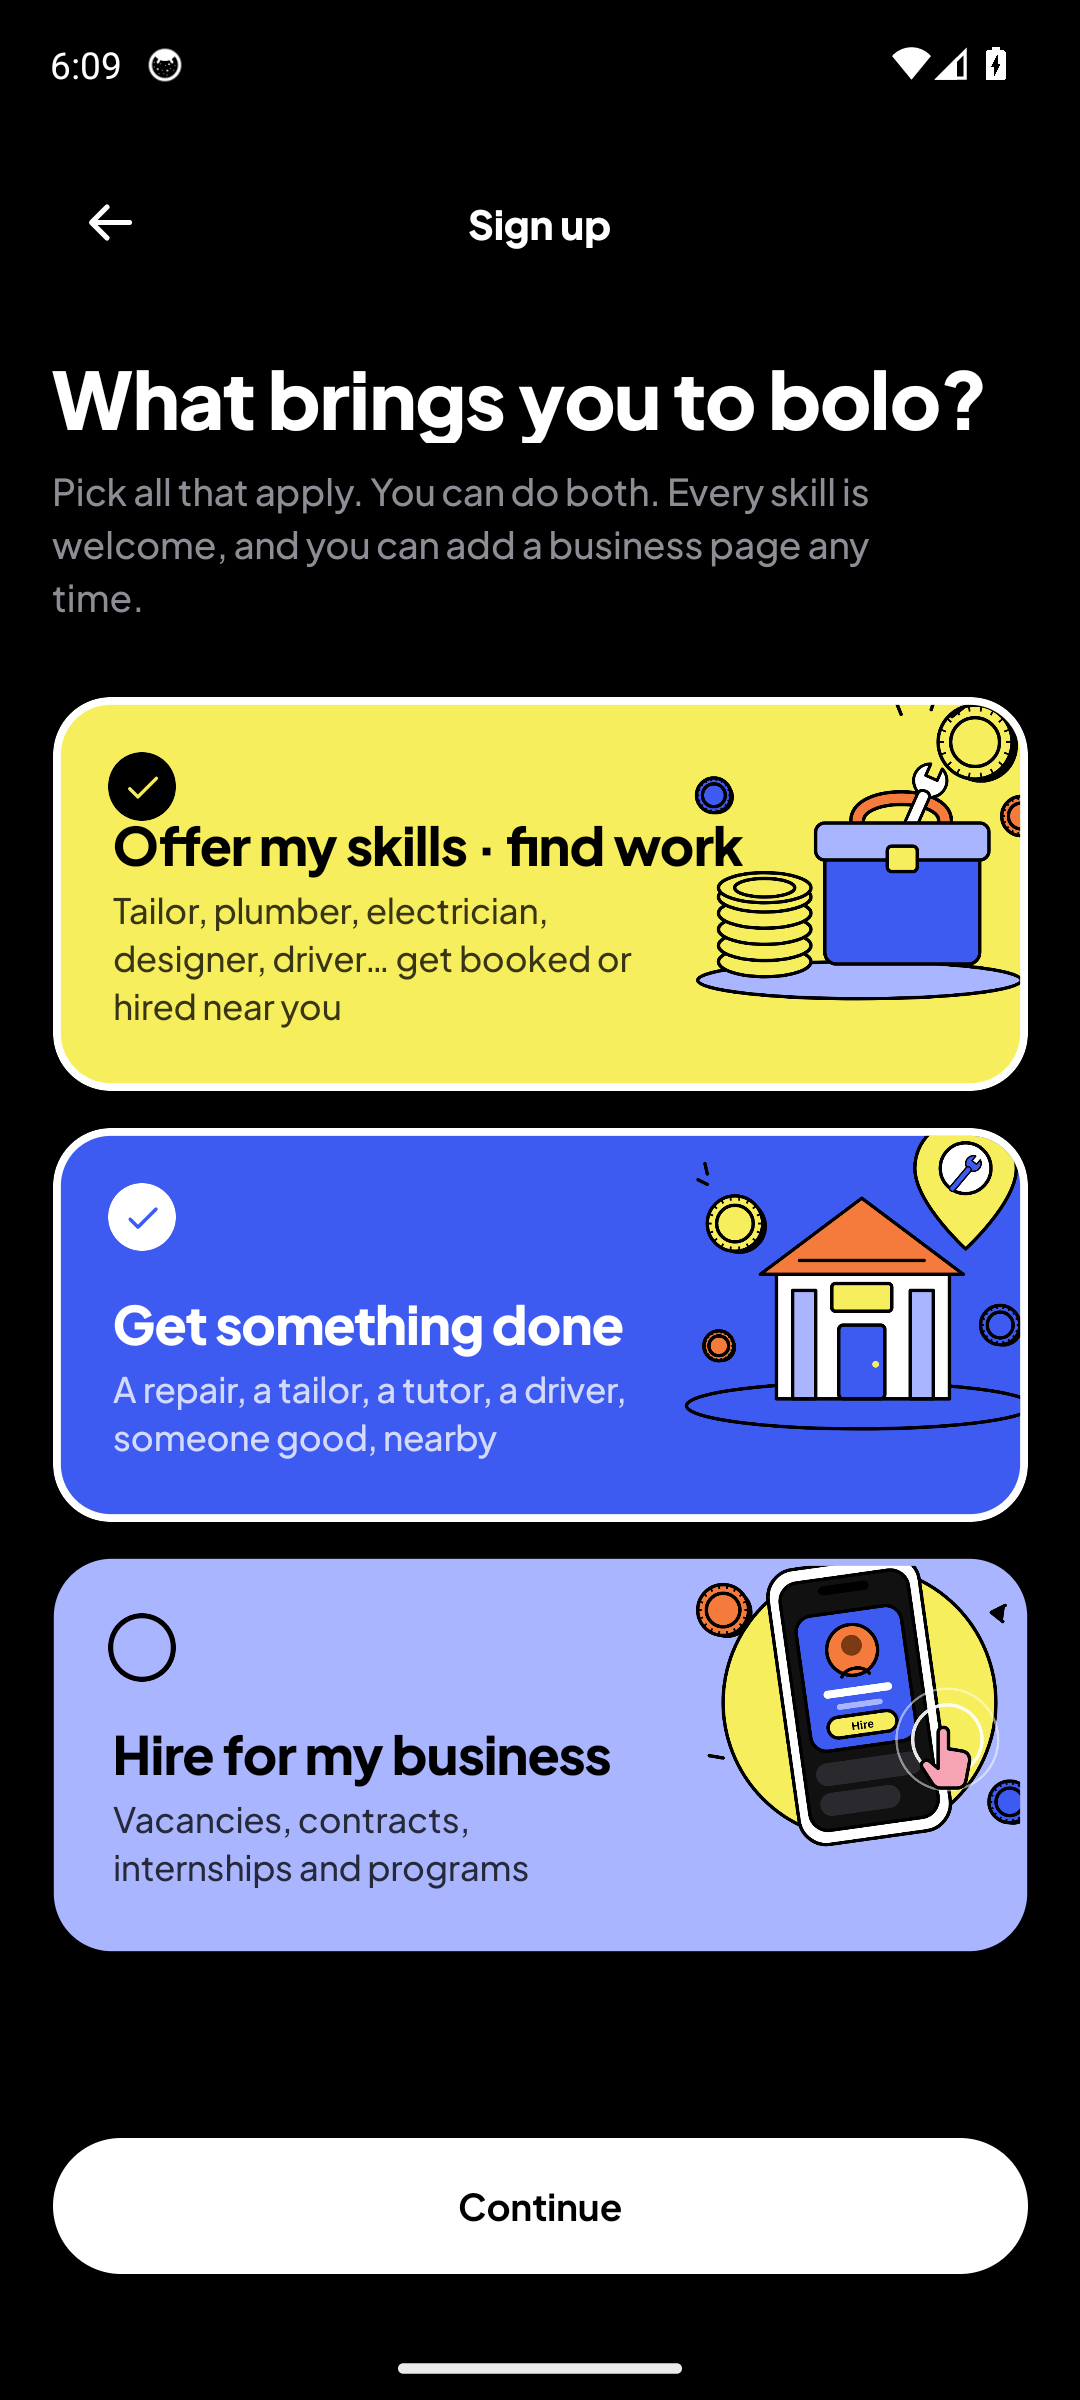 6:09
Sign up
What brings you to bolo?
Pick all that apply. You can do both. Every skill is
welcome, and you can add a business page any
time.
Offer my skills · find work
Tailor, plumber, electrician,
designer, driver... get booked or
hired near you
Get something done
A repair, a tailor, a tutor, a driver,
someone good, nearby
Hire
Hire for my business
Vacancies, contracts,
internships and programs
Continue